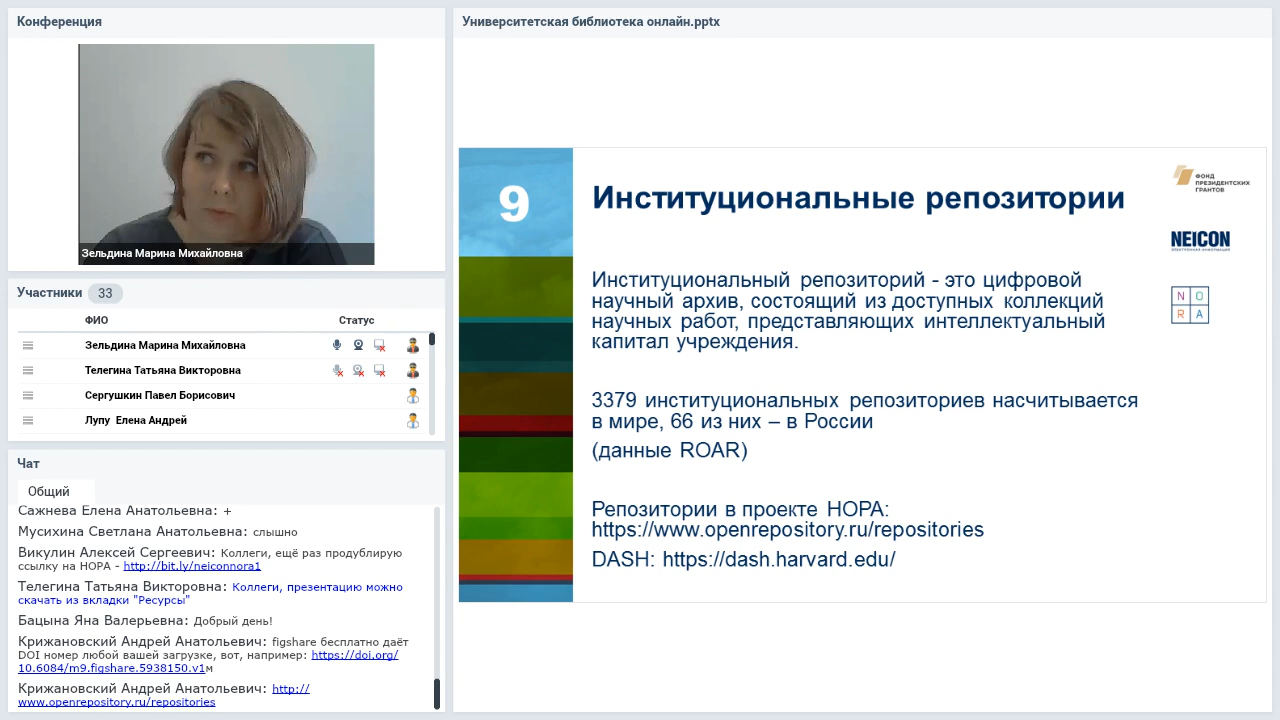 Конференция
Зельдина Марина Михайловна
Участники 33
ФИО Статус
Зельдина Марина Михайловна
Телегина Татьяна Викторовна
Сергушкин Павел Борисович
Лупу Елена Андрей
Чат
Общий
Сажнева Елена Анатольевна: +
Мусихина Светлана Анатольевна: слышно
Викулин Алексей Сергеевич: Коллеги, ещё раз продублирую
ссылку на НОРА - http://bit.ly/neiconnora1
Телегина Татьяна Викторовна: Коллеги, презентацию можно
скачать из вкладки "Ресурсы"
Бацына Яна Валерьевна: Добрый день!
Крижановский Андрей Анатольевич: figshare бесплатно даёт
DOI номер любой вашей загрузке, вот, например: https://doi.org/
10.6084/m9.figshare.5938150.v1м
Крижановский Андрей Анатольевич: http://
www.openrepository.ru/repositories
Университетская библиотека онлайн.pptx
9
Институциональные репозитории
Институциональный репозиторий - это цифровой
научный архив, состоящий из доступных коллекций
научных работ, представляющих интеллектуальный
капитал учреждения.
3379 институциональных репозиториев насчитывается
в мире, 66 из них – в России
(данные ROAR)
Репозитории в проекте НОРА:
https://www.openrepository.ru/repositories
DASH: https://dash.harvard.edu/
ФОНД
ПРЕЗИДЕНТСКИХ
ГРАНТОВ
NEICON
ЭЛЕКТРОННАЯ ИНФОРМАЦИЯ
N O
R A